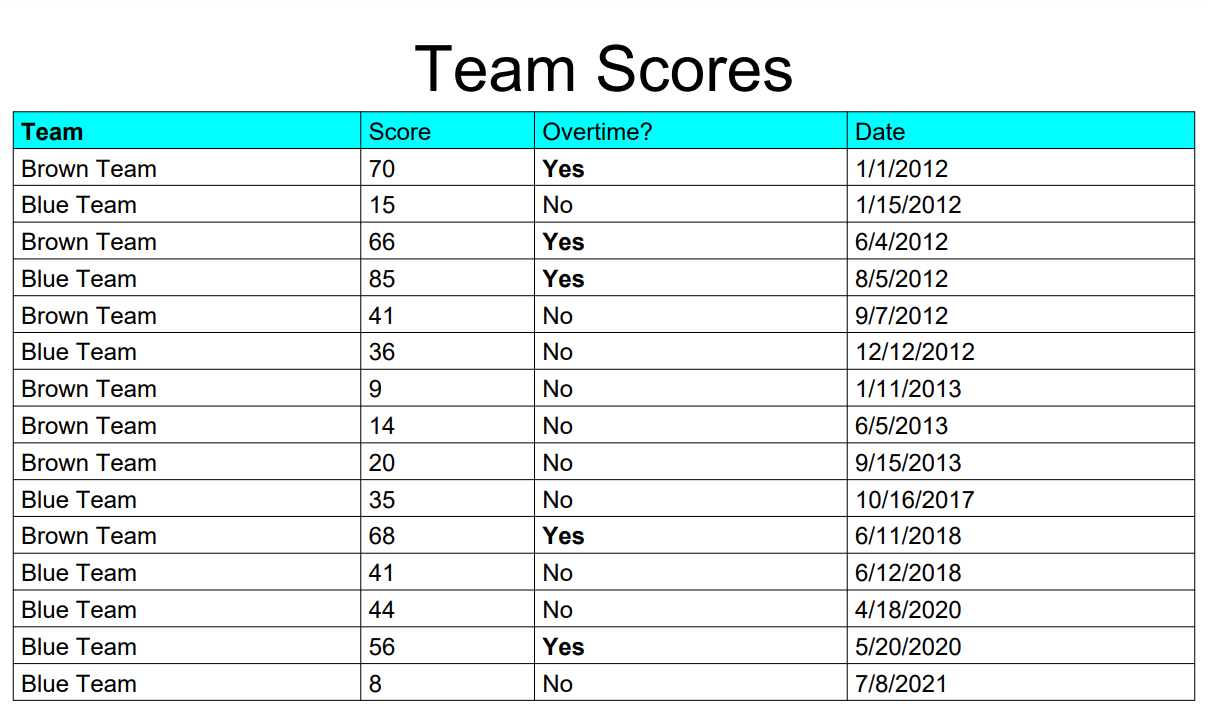 Team Scores
Team Score Overtime? Date
Brown Team 70 Yes 1/1/2012
Blue Team 15 No 1/15/2012
Brown Team 66 Yes 6/4/2012
Blue Team 85 Yes 8/5/2012
Brown Team 41 No 9/7/2012
Blue Team 36 No 12/12/2012
Brown Team 9 No 1/11/2013
Brown Team 14 No 6/5/2013
Brown Team 20 No 9/15/2013
Blue Team 35 No 10/16/2017
Brown Team 68 Yes 6/11/2018
Blue Team 41 No 6/12/2018
Blue Team 44 No 4/18/2020
Blue Team 56 Yes 5/20/2020
Blue Team 8 No 7/8/2021